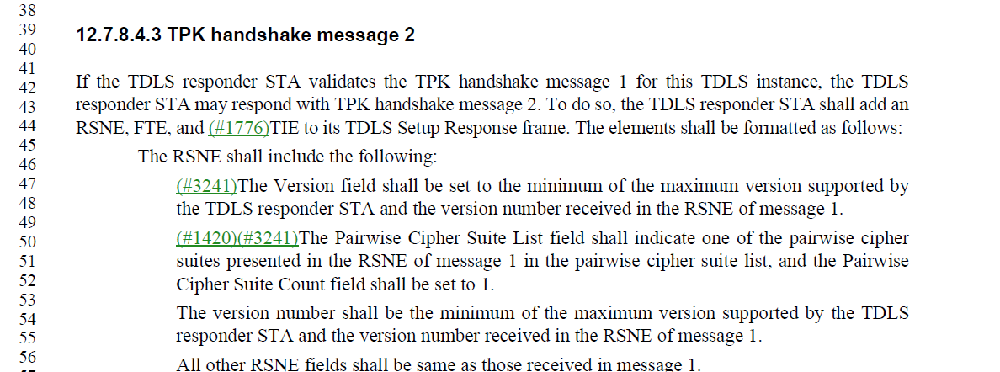 38
39 12.7.8.4.3 TPK handshake message 2
40
41
42 If the TDLS responder STA validates the TPK handshake message 1 for this TDLS instance, the TDLS
43 responder STA may respond with TPK handshake message 2. To do so, the TDLS responder STA shall add an
44 RSNE, FTE, and (#1776)TIE to its TDLS Setup Response frame. The elements shall be formatted as follows:
45
46 The RSNE shall include the following:
47 (#3241)The Version field shall be set to the minimum of the maximum version supported by
48 the TDLS responder STA and the version number received in the RSNE of message 1.
49
50 (#1420)(#3241)The Pairwise Cipher Suite List field shall indicate one of the pairwise cipher
51 suites presented in the RSNE of message 1 in the pairwise cipher suite list, and the Pairwise
52 Cipher Suite Count field shall be set to 1.
53
54 The version number shall be the minimum of the maximum version supported by the TDLS
55 responder STA and the version number received in the RSNE of message 1.
56 All other RSNE fields shall be same as those received in message 1.